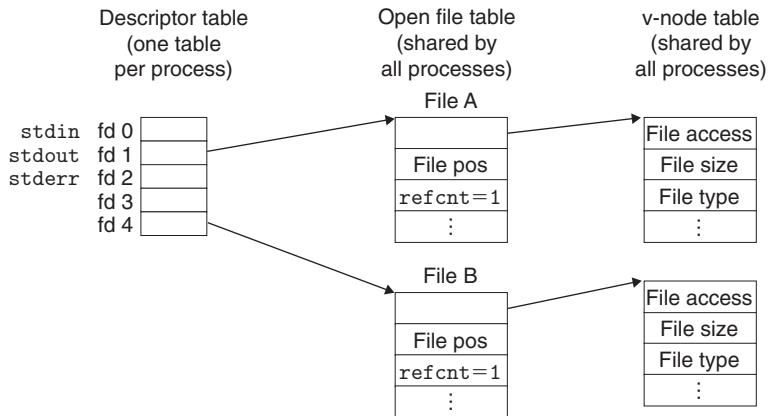 Descriptor table
(one table
per process)
Open file table
(shared by
all processes)
v-node table
(shared by
all processes)
stdin fd 0
stdout fd 1
stderr fd 2
fd 3
fd 4
File A
File pos
refcnt=1
⋮
File access
File size
File type
⋮
File B
File pos
refcnt=1
⋮
File access
File size
File type
⋮